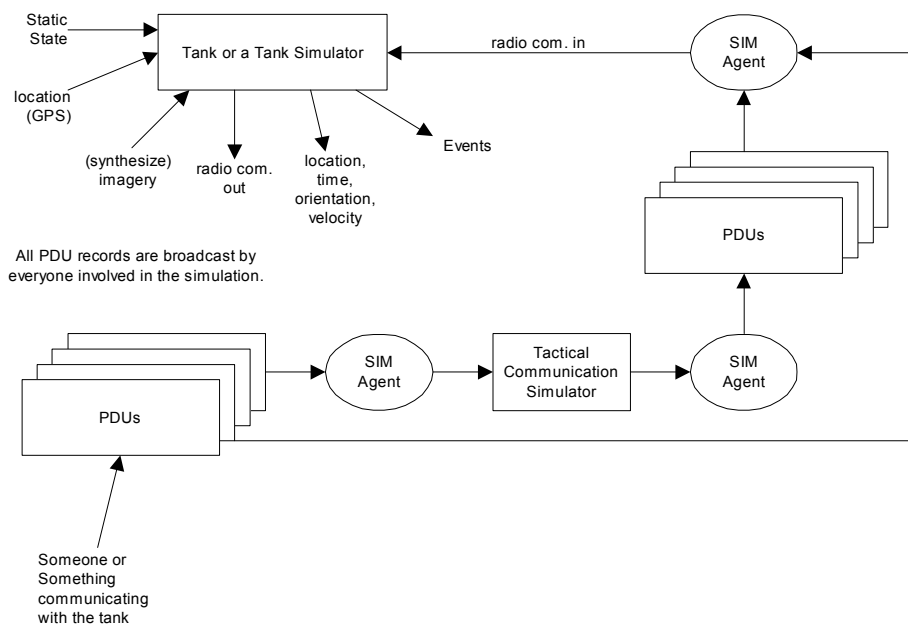 Static
State
Tank or a Tank Simulator
radio com. in
SIM
Agent
location
(GPS)
(synthesize)
imagery
radio com.
out
location,
time,
orientation,
velocity
Events
PDUs
All PDU records are broadcast by
everyone involved in the simulation.
PDUs
SIM
Agent
Tactical
Communication
Simulator
SIM
Agent
Someone or
Something
communicating
with the tank